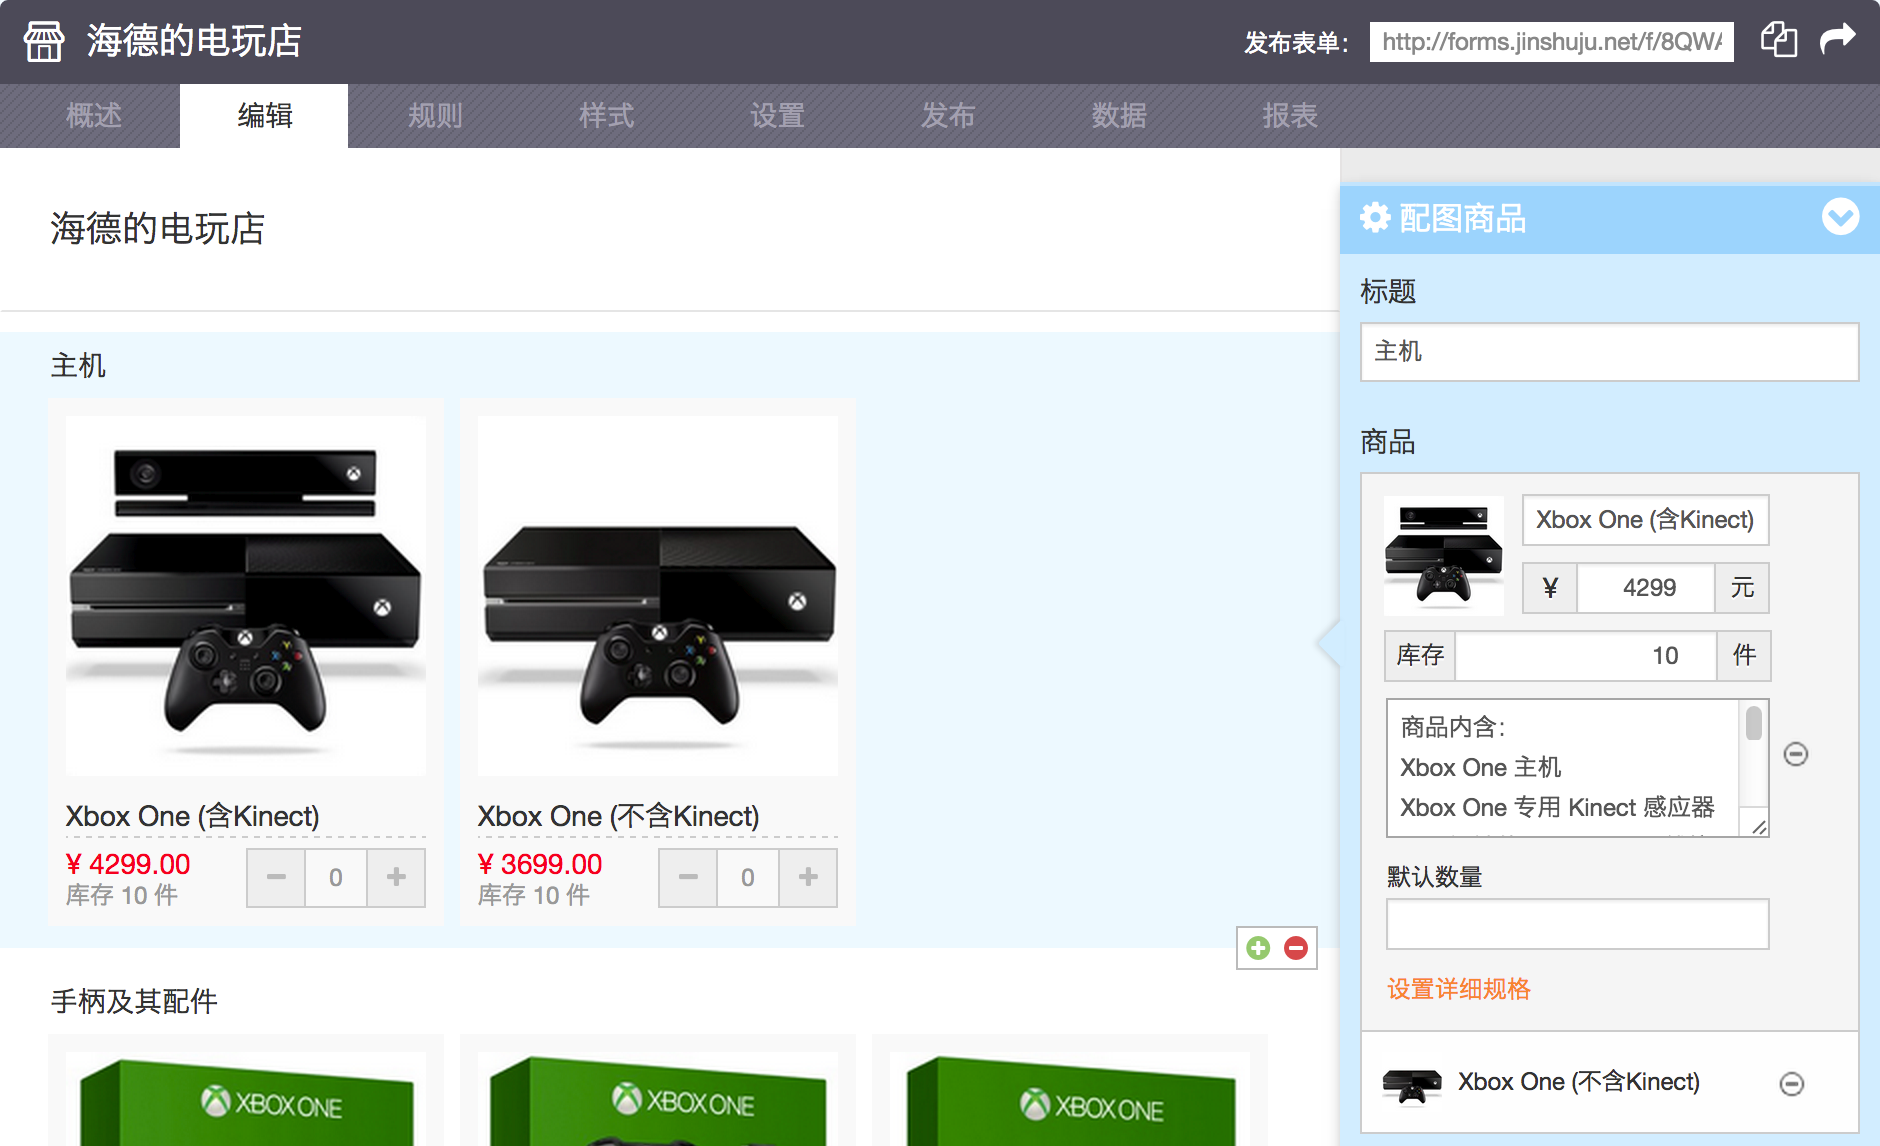 海德的电玩店
发布表单：
http://forms.jinshuju.net/f/8QWA
概述
编辑
规则
样式
设置
发布
数据
报表
海德的电玩店
主机
Xbox One (含Kinect)
¥ 4299.00
库存 10 件
0
Xbox One (不含Kinect)
¥ 3699.00
库存 10 件
0
手柄及其配件
XBOX ONE
XBOX ONE
XBOX ONE
配图商品
标题
主机
商品
Xbox One (含Kinect)
¥ 4299 元
库存 10 件
商品内含：
Xbox One 主机
Xbox One 专用 Kinect 感应器
默认数量
设置详细规格
Xbox One (不含Kinect)